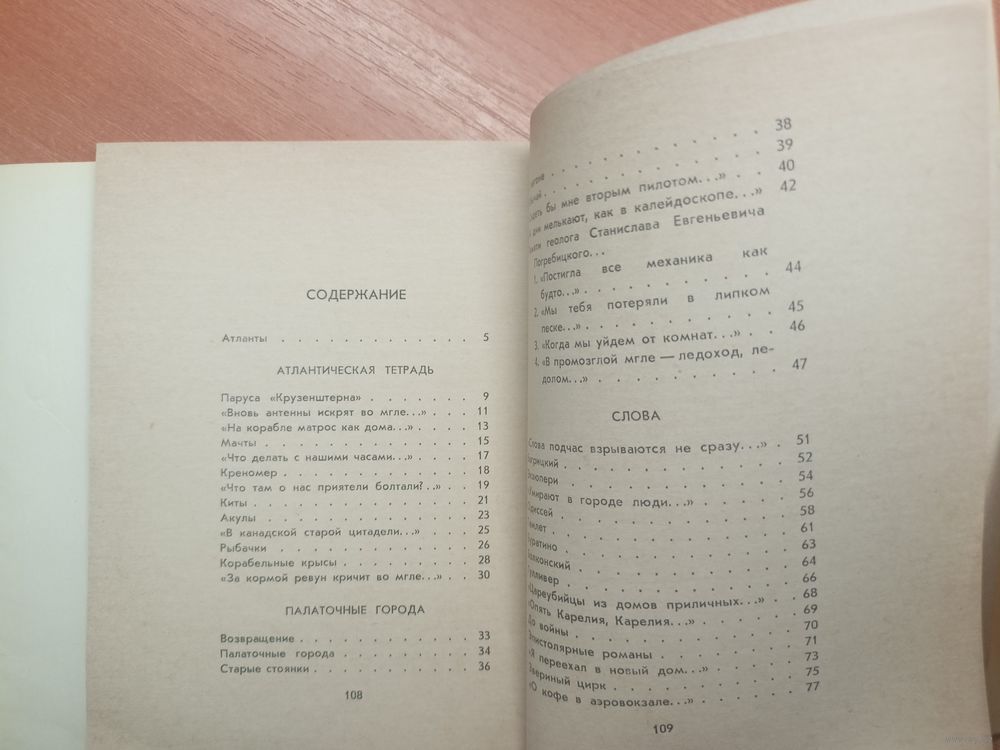 СОДЕРЖАНИЕ
Атланты . . . . . . . . . . . . . 5
АТЛАНТИЧЕСКАЯ ТЕТРАДЬ
Паруса «Крузенштерна» . . . . . . . 9
«Вновь антенны искрят во мгле...» . . . 11
«На корабле матрос как дома...» . . . . 13
Мачты . . . . . . . . . . . . . . 15
«Что делать с нашими часами...» . . . . 17
Креномер . . . . . . . . . . . . . 18
«Что там о нас приятели болтали?..» . . 19
Киты . . . . . . . . . . . . . . . 21
Акулы . . . . . . . . . . . . . . 23
«В канадской старой цитадели...» . . . 25
Рыбачки . . . . . . . . . . . . . 26
Корабельные крысы . . . . . . . . . 28
«За кормой ревун кричит во мгле...» . . 30
ПАЛАТОЧНЫЕ ГОРОДА
Возвращение . . . . . . . . . . . . 33
Палаточные города . . . . . . . . . 34
Старые стоянки . . . . . . . . . . . 36
108
38
39
бы мне вторым пилотом...» . . 40
дни мелькают, как в калейдоскопе...» 42
геолога Станислава Евгеньевича
Погребицкого...
1. «Постигла все механика как
будто...» . . . . . . . . . . 44
2. «Мы тебя потеряли в липком
песке...» . . . . . . . . . . 45
3. «Когда мы уйдем от комнат...» . . 46
4. «В промозглой мгле — ледоход, ле-
долом...» . . . . . . . . . . 47
СЛОВА
Слова подчас взрываются не сразу...» . 51
. . . . . . . . . . . . 52
. . . . . . . . . . . . 54
в городе люди...» . . . . . 56
. . . . . . . . . . . . 58
. . . . . . . . . . . . 61
. . . . . . . . . . . . 63
. . . . . . . . . . . . 64
Гулливер . . . . . . . . . . . . 66
«Цареубийцы из домов приличных...» . . 68
«Опять Карелия, Карелия...» . . . . . 69
До войны . . . . . . . . . . . . 70
Эпистолярные романы . . . . . . . . 71
«Я переехал в новый дом...» . . . . . 73
Звериный цирк . . . . . . . . . . . 75
«О кофе в аэровокзале...» . . . . . . 77
109